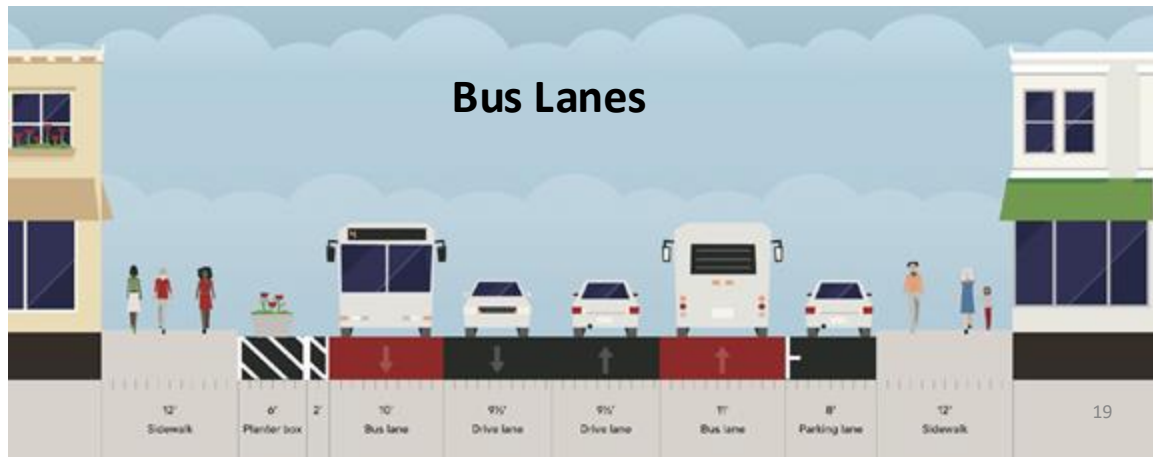 Bus Lanes
12' 6' 2' 10' 9½' 9½' 11' 8' 12'
Sidewalk Planter box Bus lane Drive lane Drive lane Bus lane Parking lane Sidewalk
19